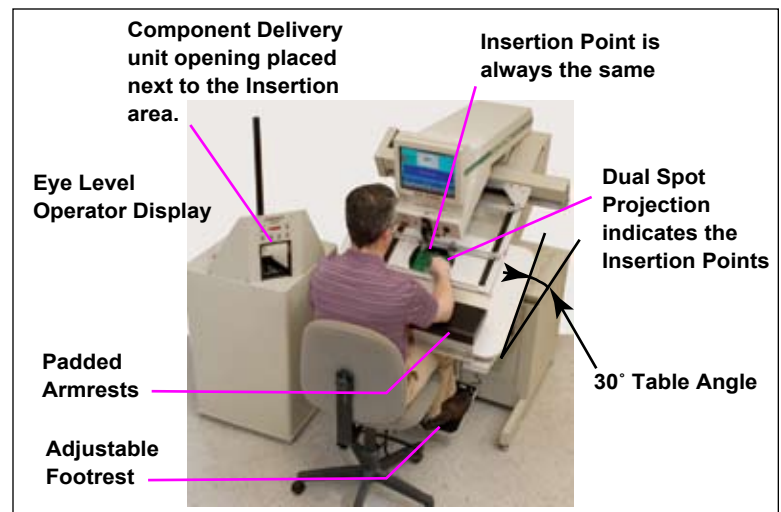 Component Delivery
unit opening placed
next to the Insertion
area.
Insertion Point is
always the same
Eye Level
Operator Display
Dual Spot
Projection
indicates the
Insertion Points
Padded
Armrests
30˚ Table Angle
Adjustable
Footrest